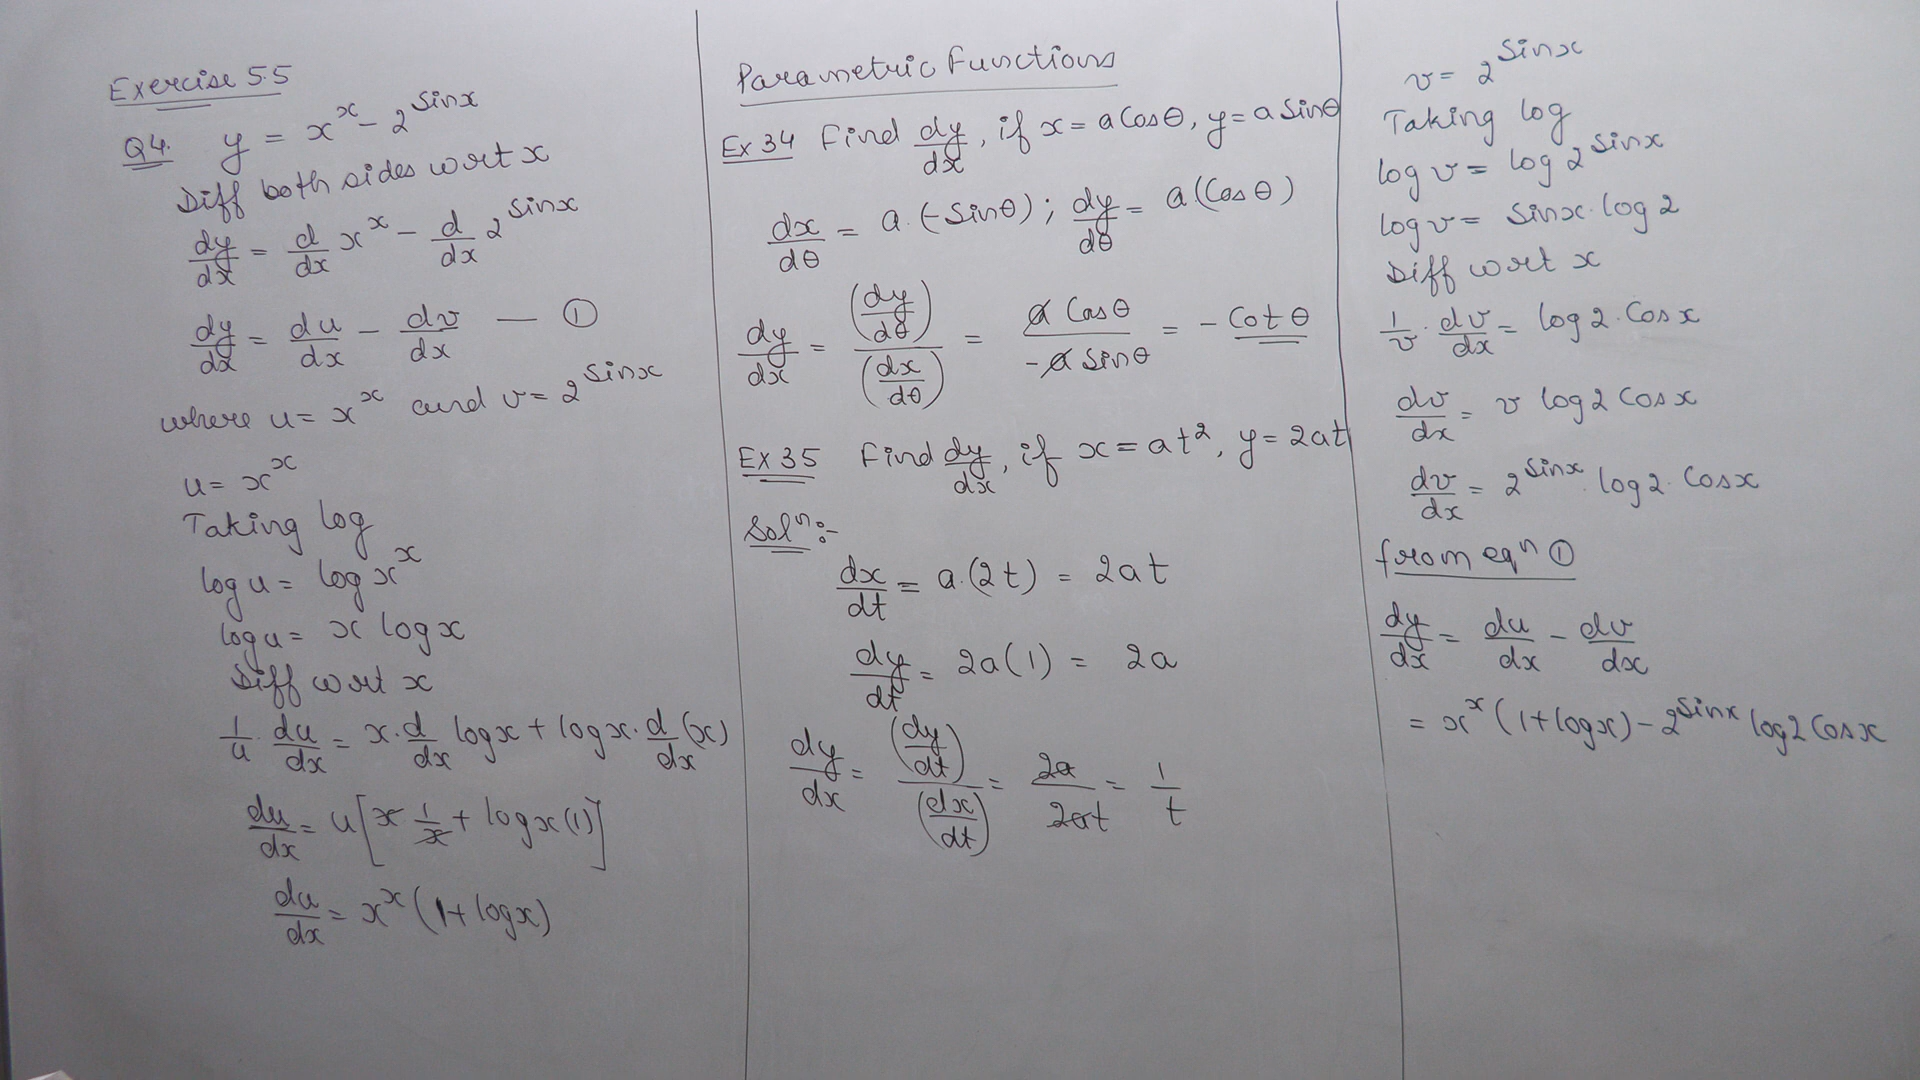 Exercise 5.5
Q4. y = x^x - 2^Sinx
Diff both sides wrt x
dy/dx = d/dx x^x - d/dx 2^Sinx
dy/dx = du/dx - dv/dx — ①
where u = x^x and v = 2^Sinx
u = x^x
Taking log
log u = log x^x
log u = x log x
Diff wrt x
1/u · du/dx = x · d/dx log x + log x · d/dx (x)
du/dx = u [x 1/x + log x (1)]
du/dx = x^x (1 + log x)
Parametric Functions
Ex 34 Find dy/dx, if x = a Cos θ, y = a Sin θ
dx/dθ = a·(-Sin θ); dy/dθ = a (Cos θ)
dy/dx = (dy/dθ)/(dx/dθ) = a Cos θ/-a Sin θ = - Cot θ
Ex 35 Find dy/dx, if x = at², y = 2at
Solⁿ:-
dx/dt = a·(2t) = 2at
dy/dt = 2a(1) = 2a
dy/dx = (dy/dt)/(dx/dt) = 2a/2at = 1/t
v = 2^Sinx
Taking log
log v = log 2^Sinx
log v = Sinx · log 2
Diff wrt x
1/v · dv/dx = log 2 · Cos x
dv/dx = v log 2 Cos x
dv/dx = 2^Sinx · log 2 · Cos x
from eqⁿ ①
dy/dx = du/dx - dv/dx
= x^x (1 + log x) - 2^Sinx log 2 Cos x